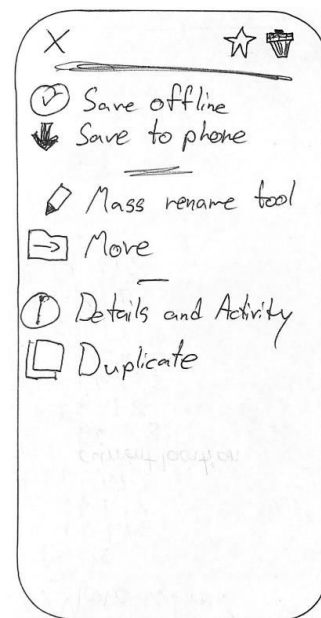 Save offline
Save to phone
Mass rename tool
Move
Details and Activity
Duplicate